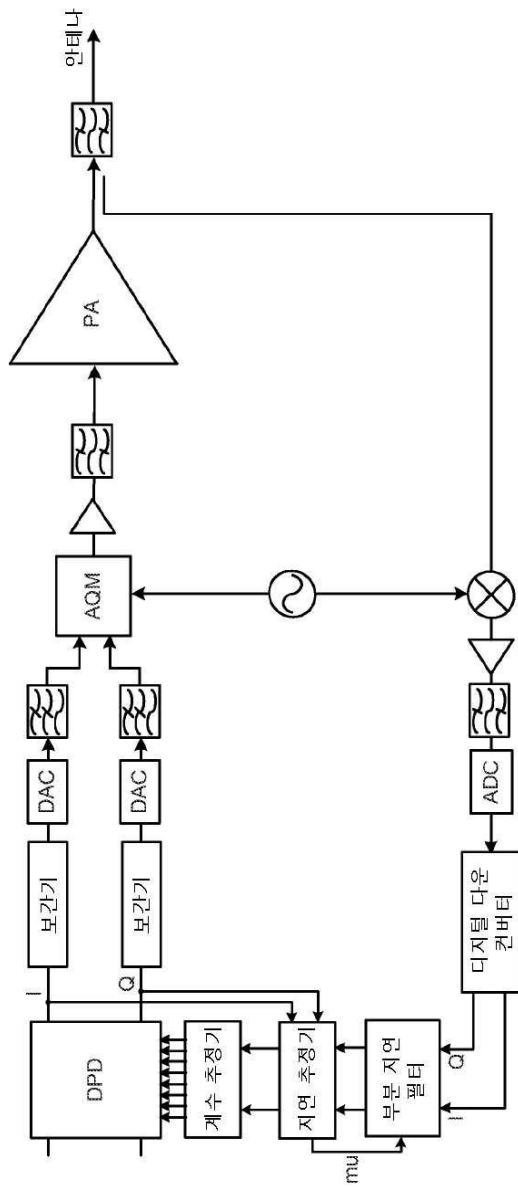 DPD
I
Q
보간기
보간기
DAC
DAC
AQM
PA
안테나
계수 추정기
지연 추정기
mu
부분 지연
필터
I
Q
디지털 다운
컨버터
ADC